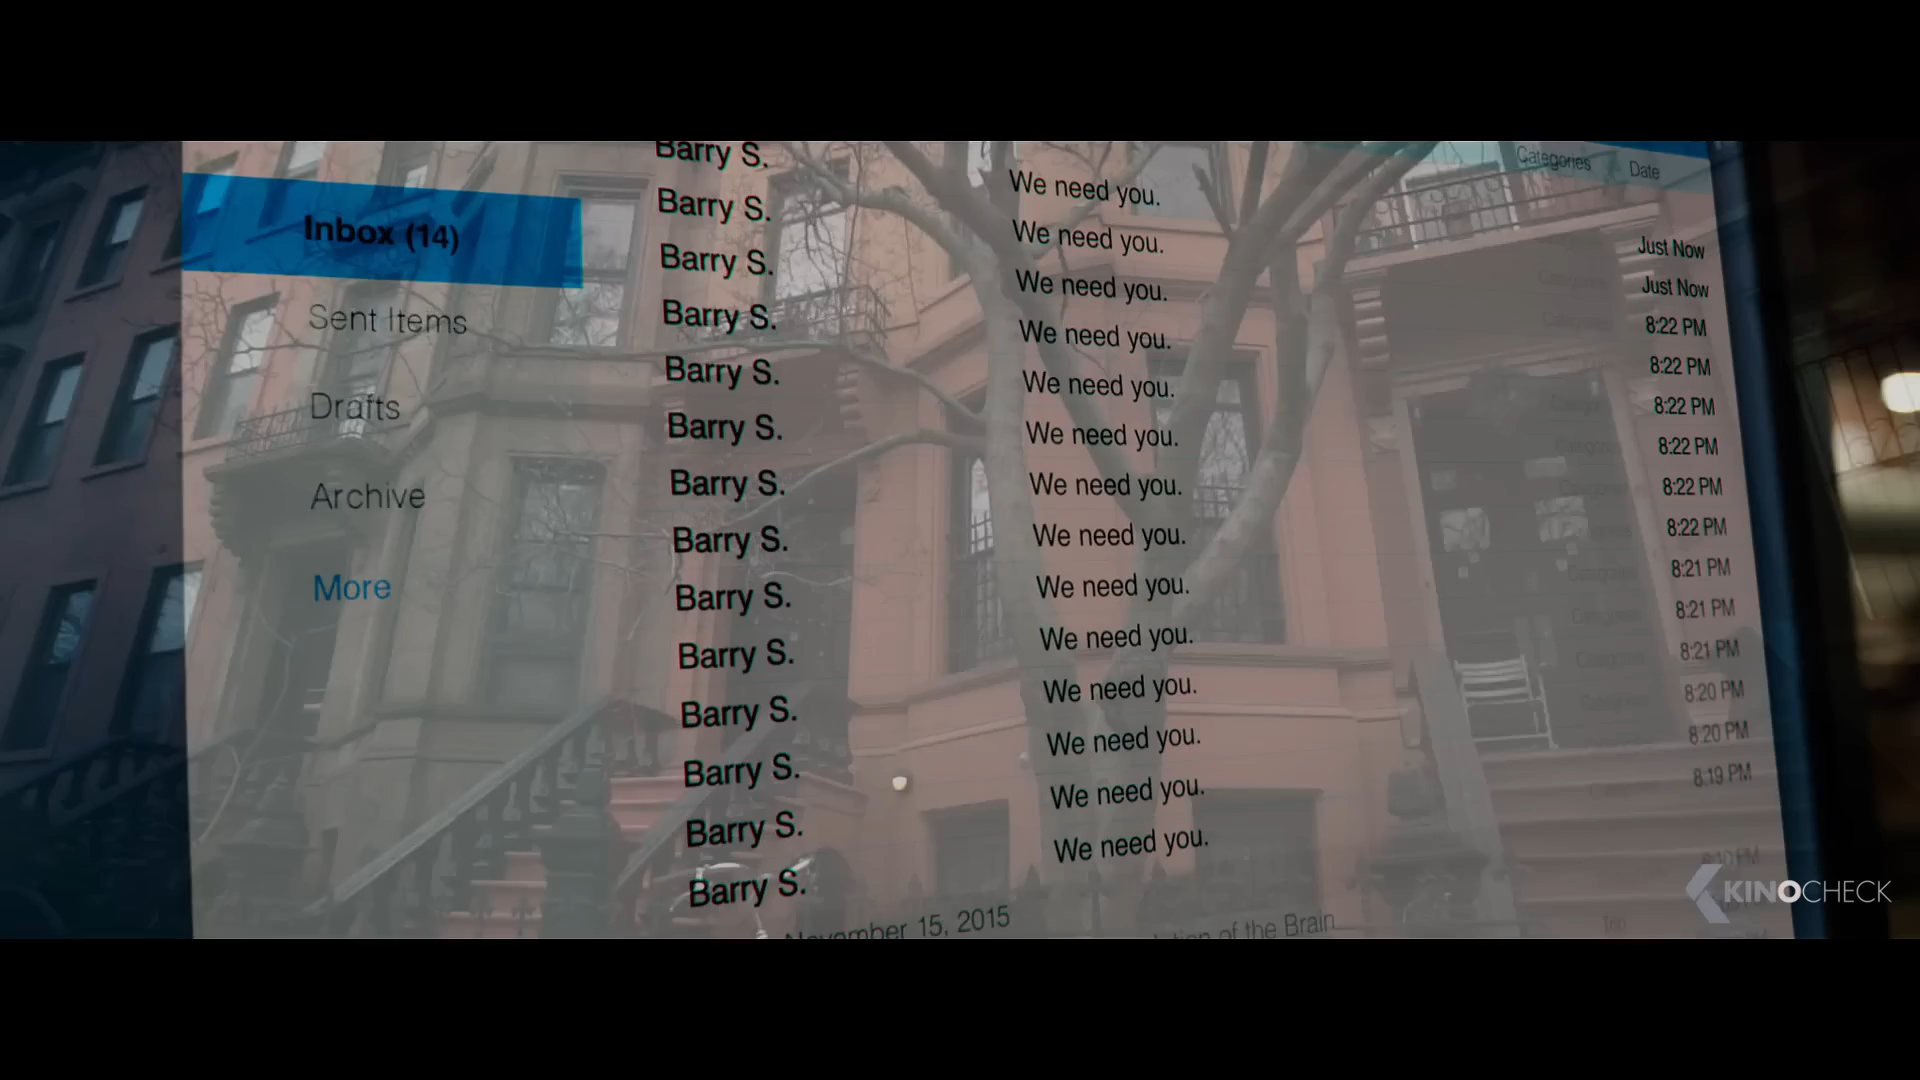 Categories Date
Inbox (14)
Sent Items
Drafts
Archive
More
Barry S. We need you. Just Now
Barry S. We need you. Just Now
Barry S. We need you. 8:22 PM
Barry S. We need you. 8:22 PM
Barry S. We need you. 8:22 PM
Barry S. We need you. 8:22 PM
Barry S. We need you. 8:22 PM
Barry S. We need you. 8:22 PM
Barry S. We need you. 8:21 PM
Barry S. We need you. 8:21 PM
Barry S. We need you. 8:21 PM
Barry S. We need you. 8:20 PM
Barry S. We need you. 8:20 PM
Barry S. We need you. 8:19 PM
November 15, 2015 of the Brain
KINOCHECK